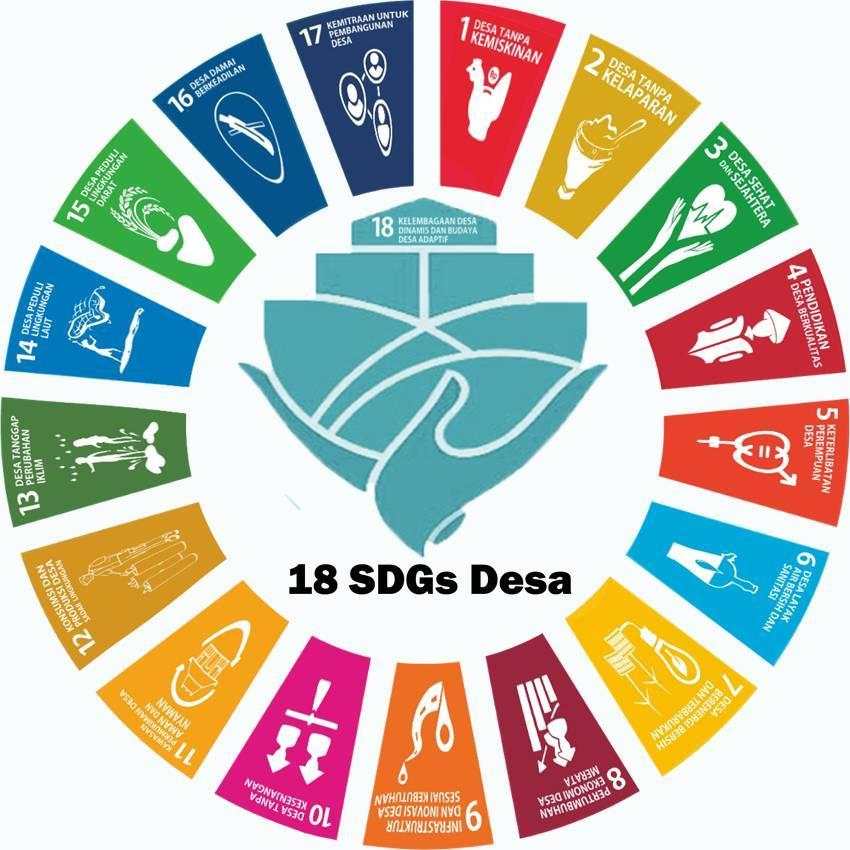 1 DESA TANPA
KEMISKINAN
Rp
2 DESA TANPA
KELAPARAN
3 DESA SEHAT
DAN SEJAHTERA
4 PENDIDIKAN
DESA BERKUALITAS
5 KETERLIBATAN
PEREMPUAN
DESA
6 DESA LAYAK
AIR BERSIH DAN
SANITASI
7 DESA
BERENERGI BERSIH
DAN TERBARUKAN
8 PERTUMBUHAN
EKONOMI DESA
MERATA
9 INFRASTRUKTUR
DAN INOVASI DESA
SESUAI KEBUTUHAN
10 DESA TANPA
KESENJANGAN
11 KAWASAN
PERMUKIMAN DESA
AMAN DAN
NYAMAN
12 KONSUMSI DAN
PRODUKSI DESA
SADAR LINGKUNGAN
13 DESA TANGGAP
PERUBAHAN
IKLIM
14 DESA PEDULI
LINGKUNGAN
LAUT
15 DESA PEDULI
LINGKUNGAN
DARAT
16 DESA DAMAI
BERKEADILAN
17 KEMITRAAN UNTUK
PEMBANGUNAN
DESA
18 KELEMBAGAAN DESA
DINAMIS DAN BUDAYA
DESA ADAPTIF
18 SDGs Desa